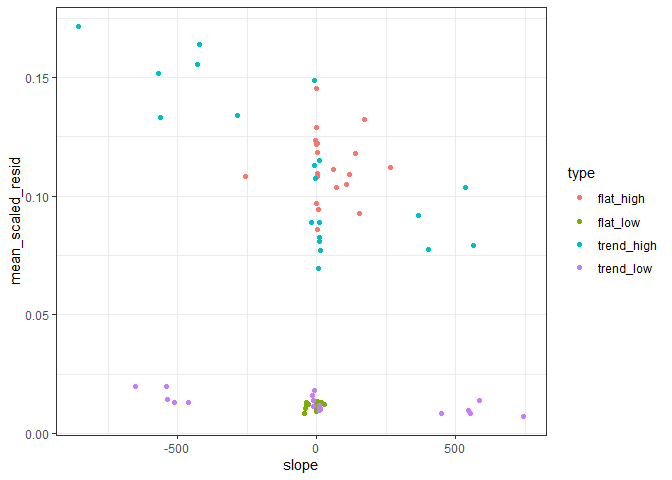 mean_scaled_resid
0.15
0.10
0.05
0.00
-500
0
500
slope
type
flat_high
flat_low
trend_high
trend_low